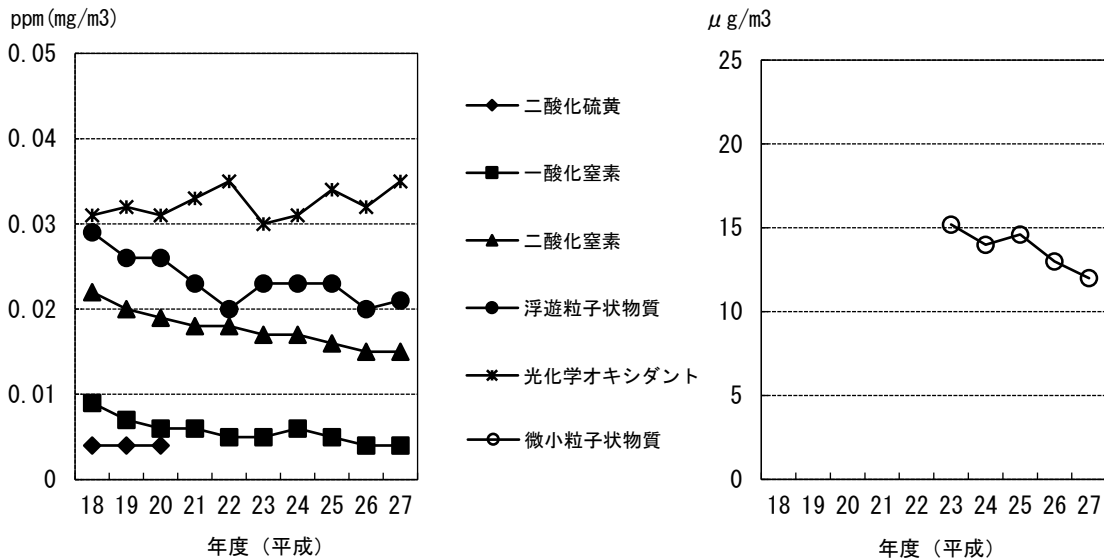 ppm(mg/m3)
0.05
0.04
0.03
0.02
0.01
0
18 19 20 21 22 23 24 25 26 27
年度（平成）
二酸化硫黄
一酸化窒素
二酸化窒素
浮遊粒子状物質
光化学オキシダント
微小粒子状物質
μg/m3
25
20
15
10
5
0
18 19 20 21 22 23 24 25 26 27
年度（平成）